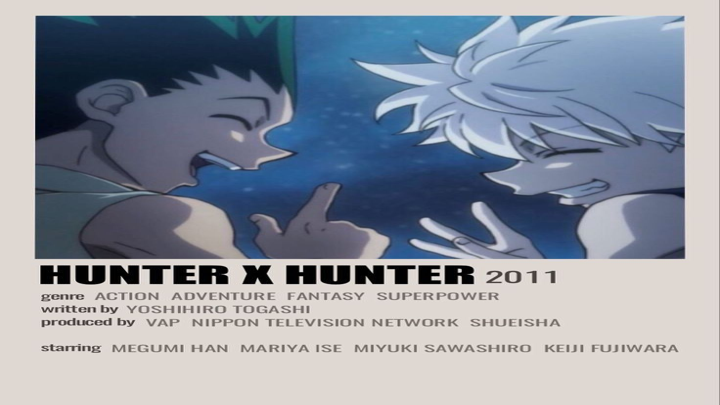 HUNTER X HUNTER 2011
genre ACTION ADVENTURE FANTASY SUPERPOWER
written by YOSHIHIRO TOGASHI
produced by VAP NIPPON TELEVISION NETWORK SHUEISHA
starring MEGUMI HAN MARIYA ISE MIYUKI SAWASHIRO KEIJI FUJIWARA